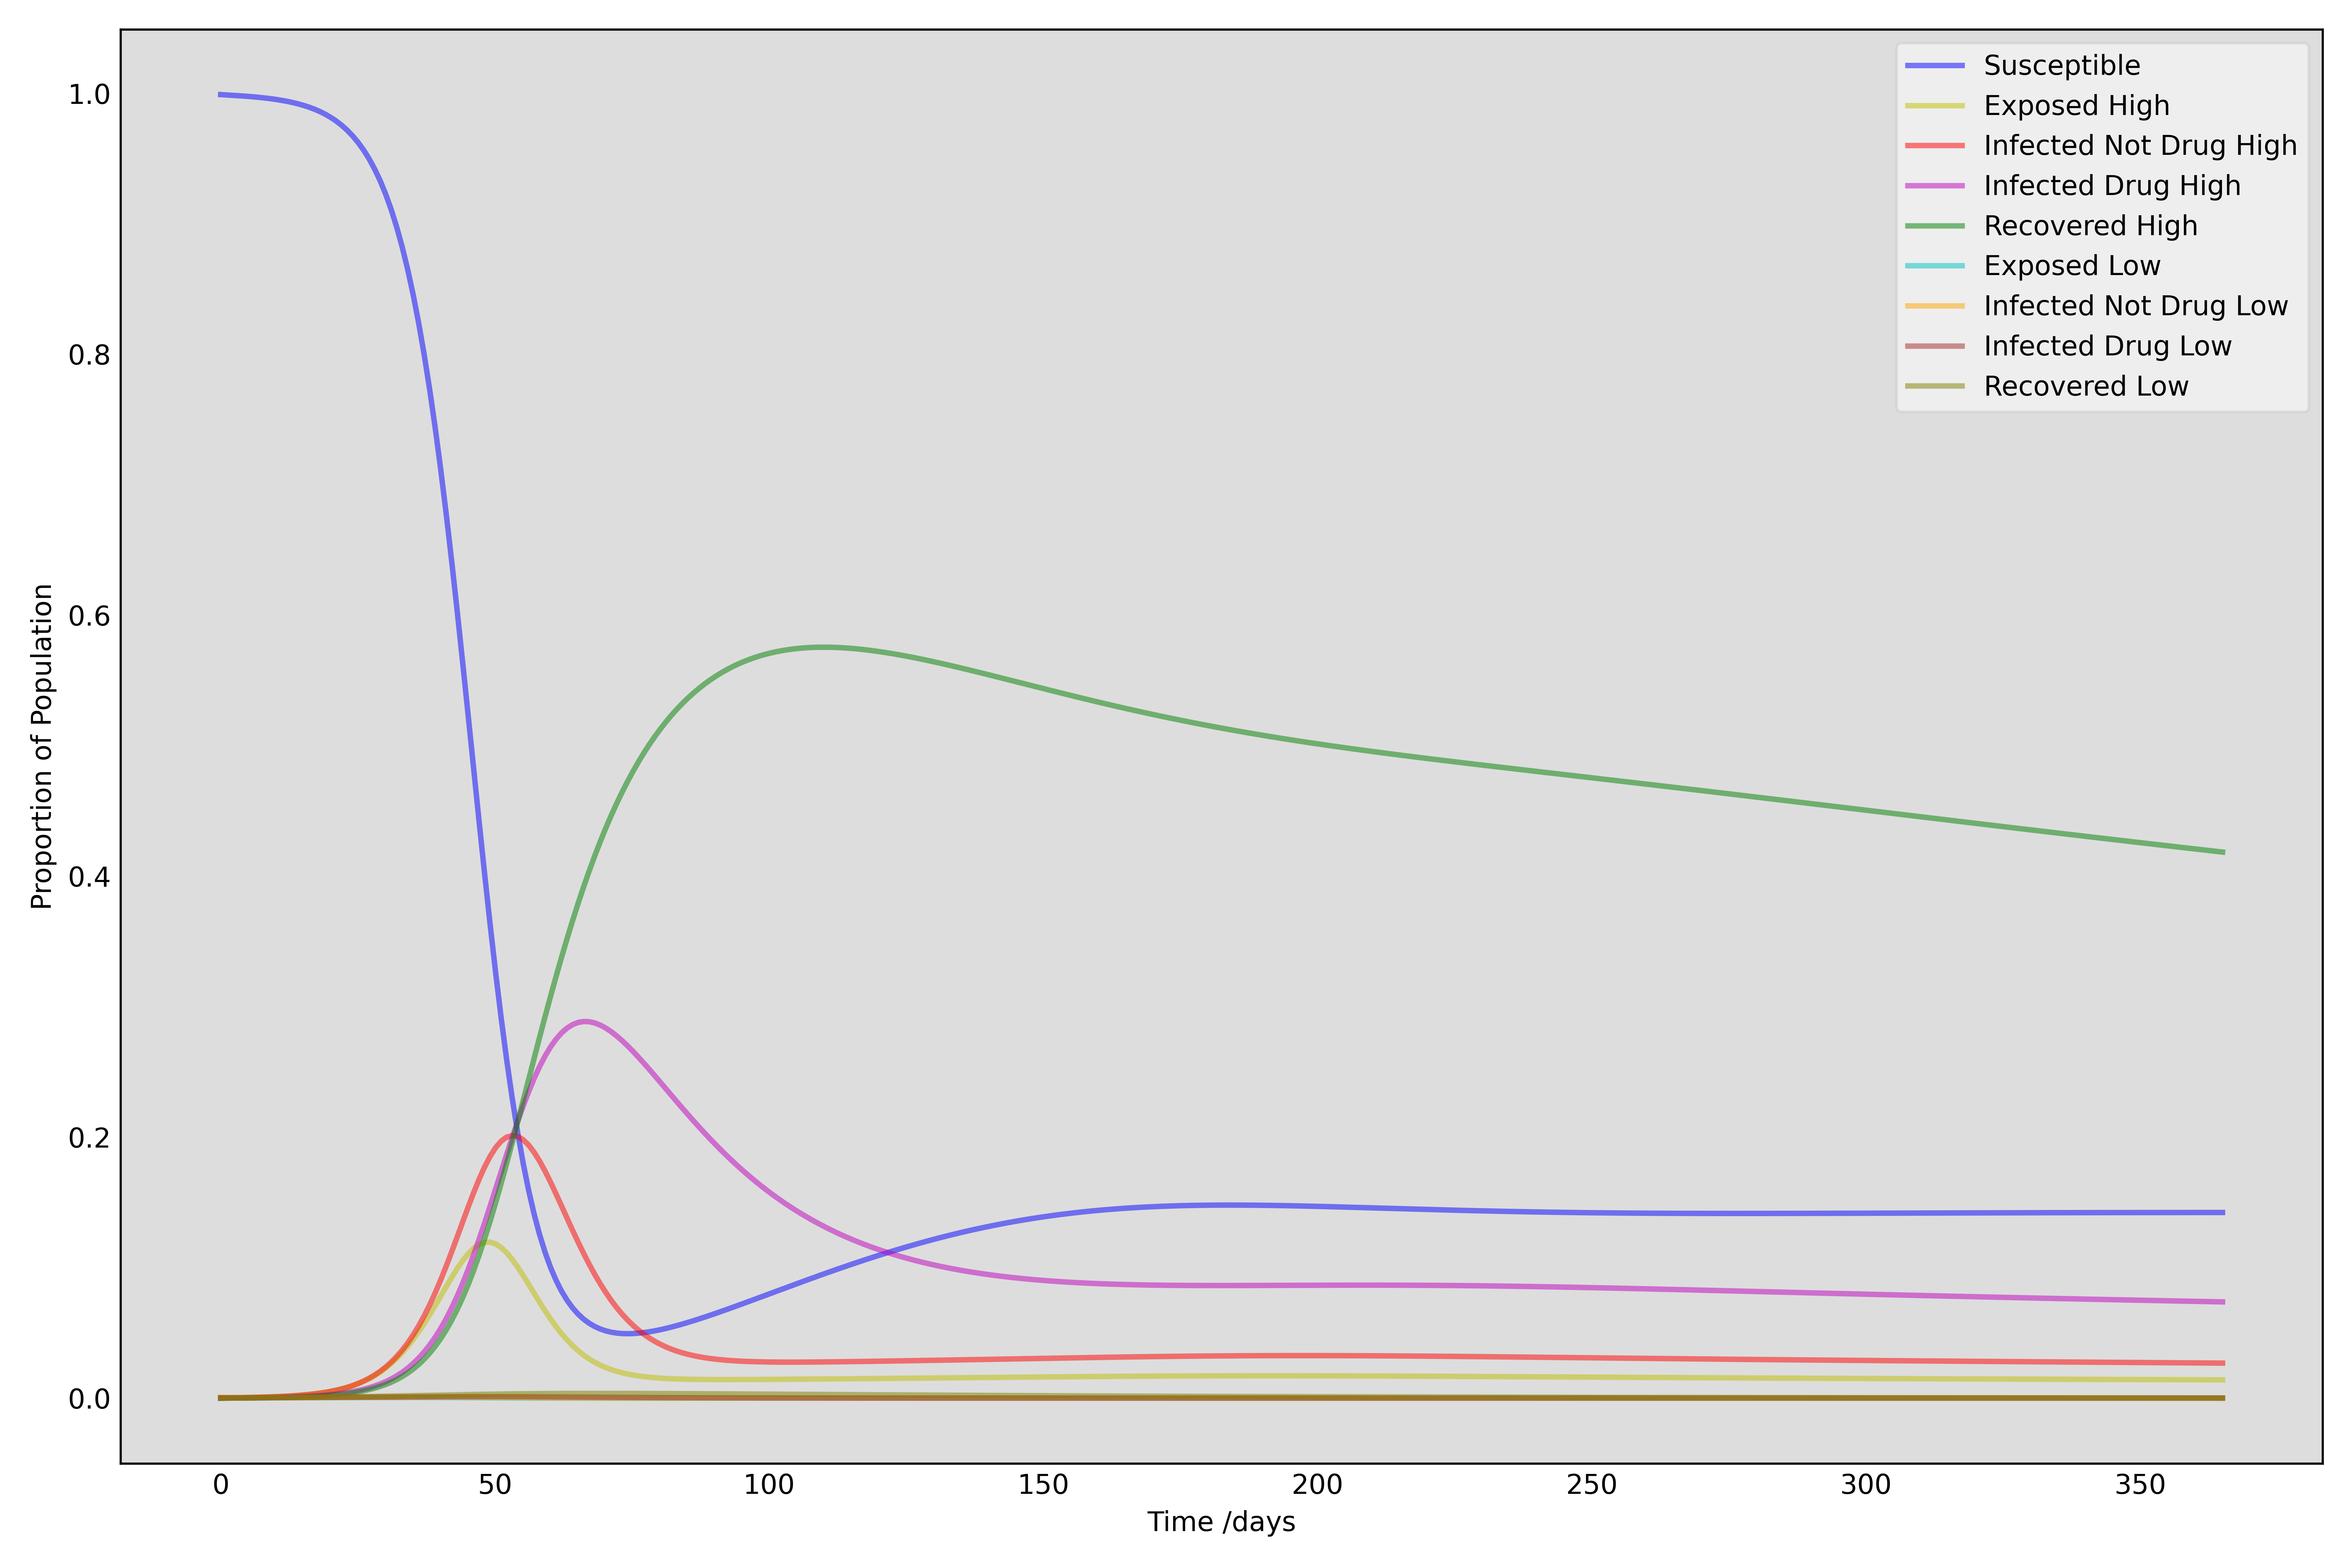 Susceptible
Exposed High
Infected Not Drug High
Infected Drug High
Recovered High
Exposed Low
Infected Not Drug Low
Infected Drug Low
Recovered Low
Proportion of Population
1.0
0.8
0.6
0.4
0.2
0.0
0 50 100 150 200 250 300 350
Time /days